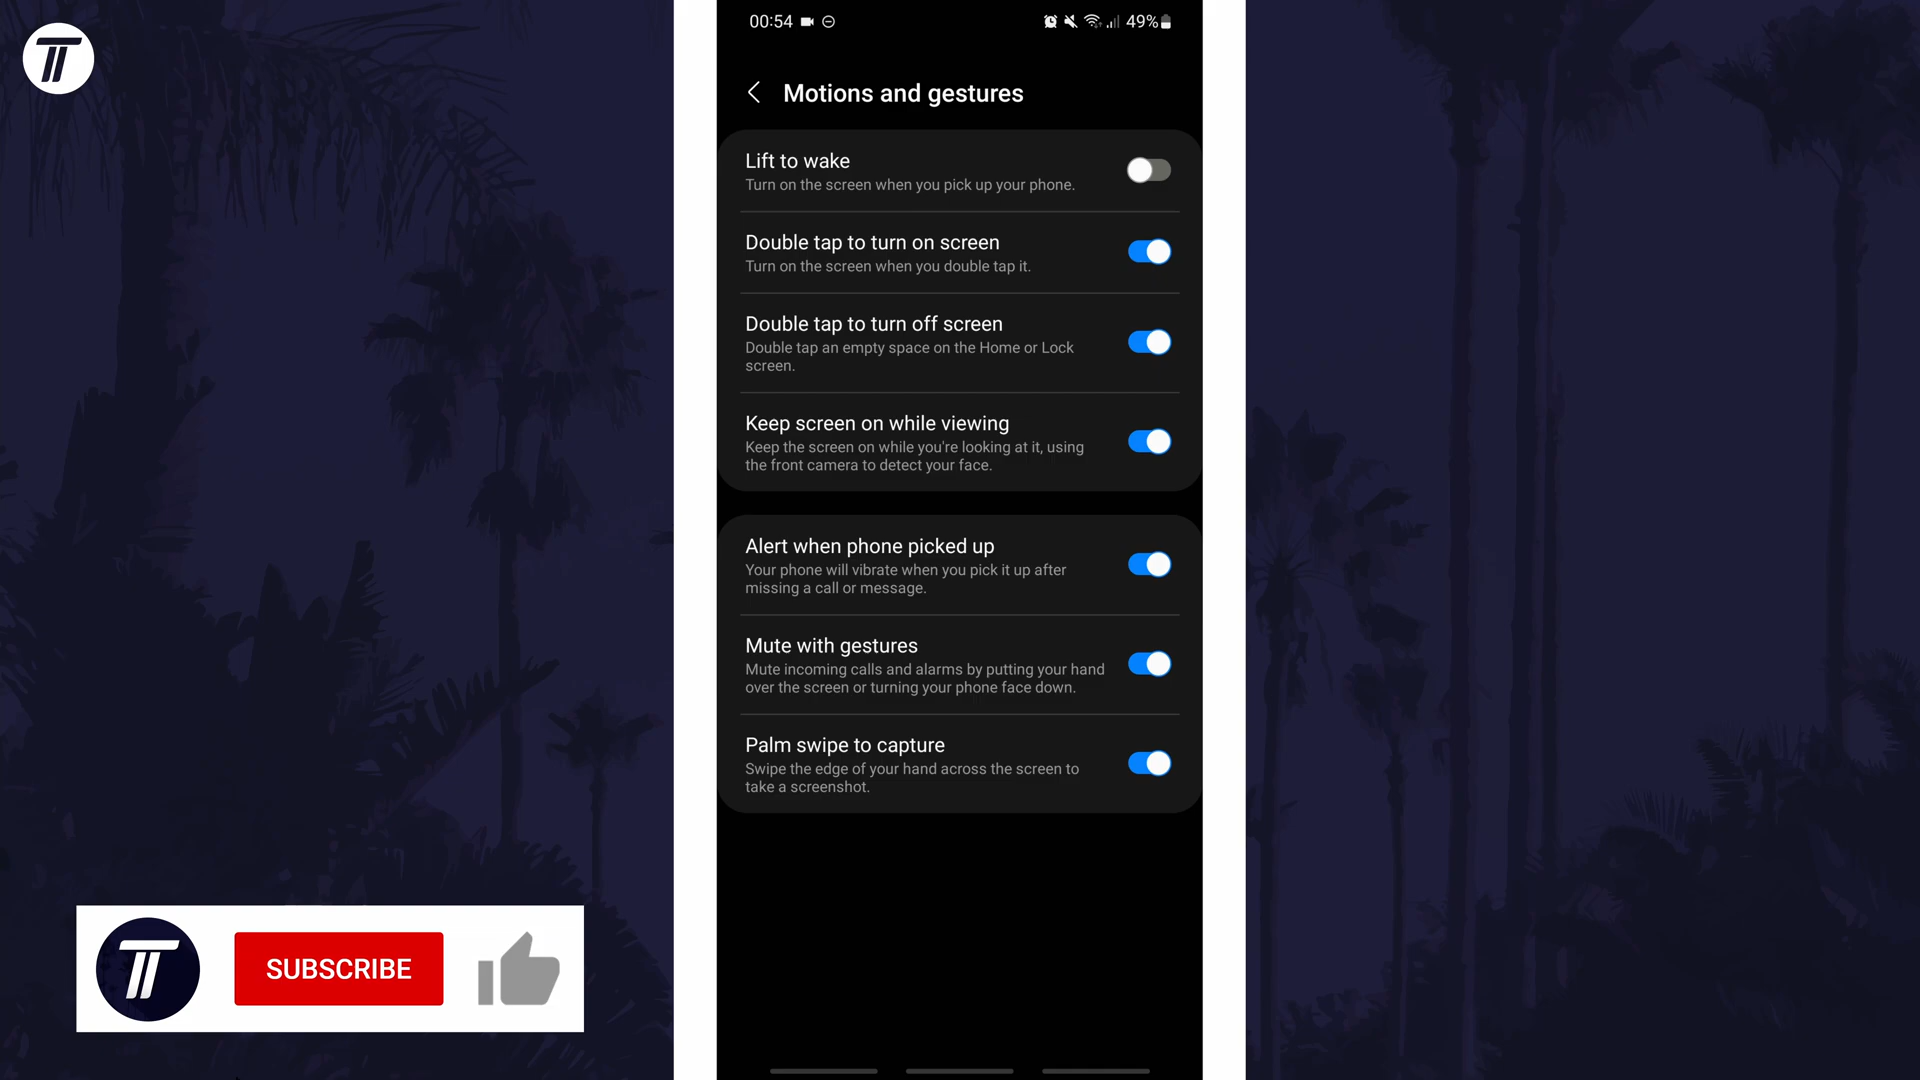 00:54
49%
Motions and gestures
Lift to wake
Turn on the screen when you pick up your phone.
Double tap to turn on screen
Turn on the screen when you double tap it.
Double tap to turn off screen
Double tap an empty space on the Home or Lock
screen.
Keep screen on while viewing
Keep the screen on while you're looking at it, using
the front camera to detect your face.
Alert when phone picked up
Your phone will vibrate when you pick it up after
missing a call or message.
Mute with gestures
Mute incoming calls and alarms by putting your hand
over the screen or turning your phone face down.
Palm swipe to capture
Swipe the edge of your hand across the screen to
take a screenshot.
SUBSCRIBE